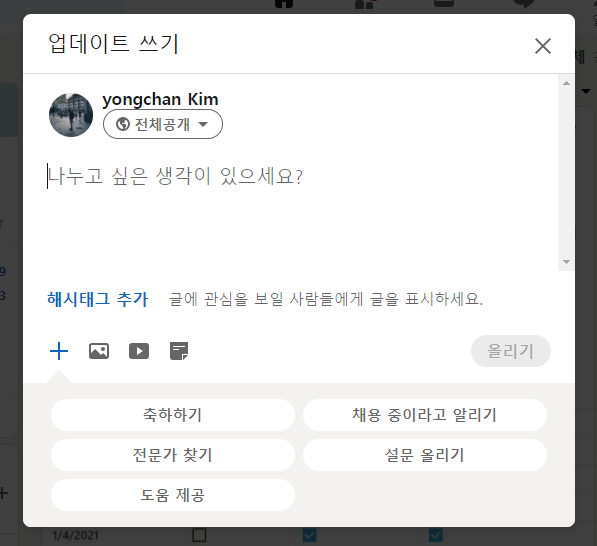 업데이트 쓰기
yongchan Kim
전체공개
나누고 싶은 생각이 있으세요?
해시태그 추가 글에 관심을 보일 사람들에게 글을 표시하세요.
올리기
축하하기 채용 중이라고 알리기
전문가 찾기 설문 올리기
도움 제공
1/4/2021